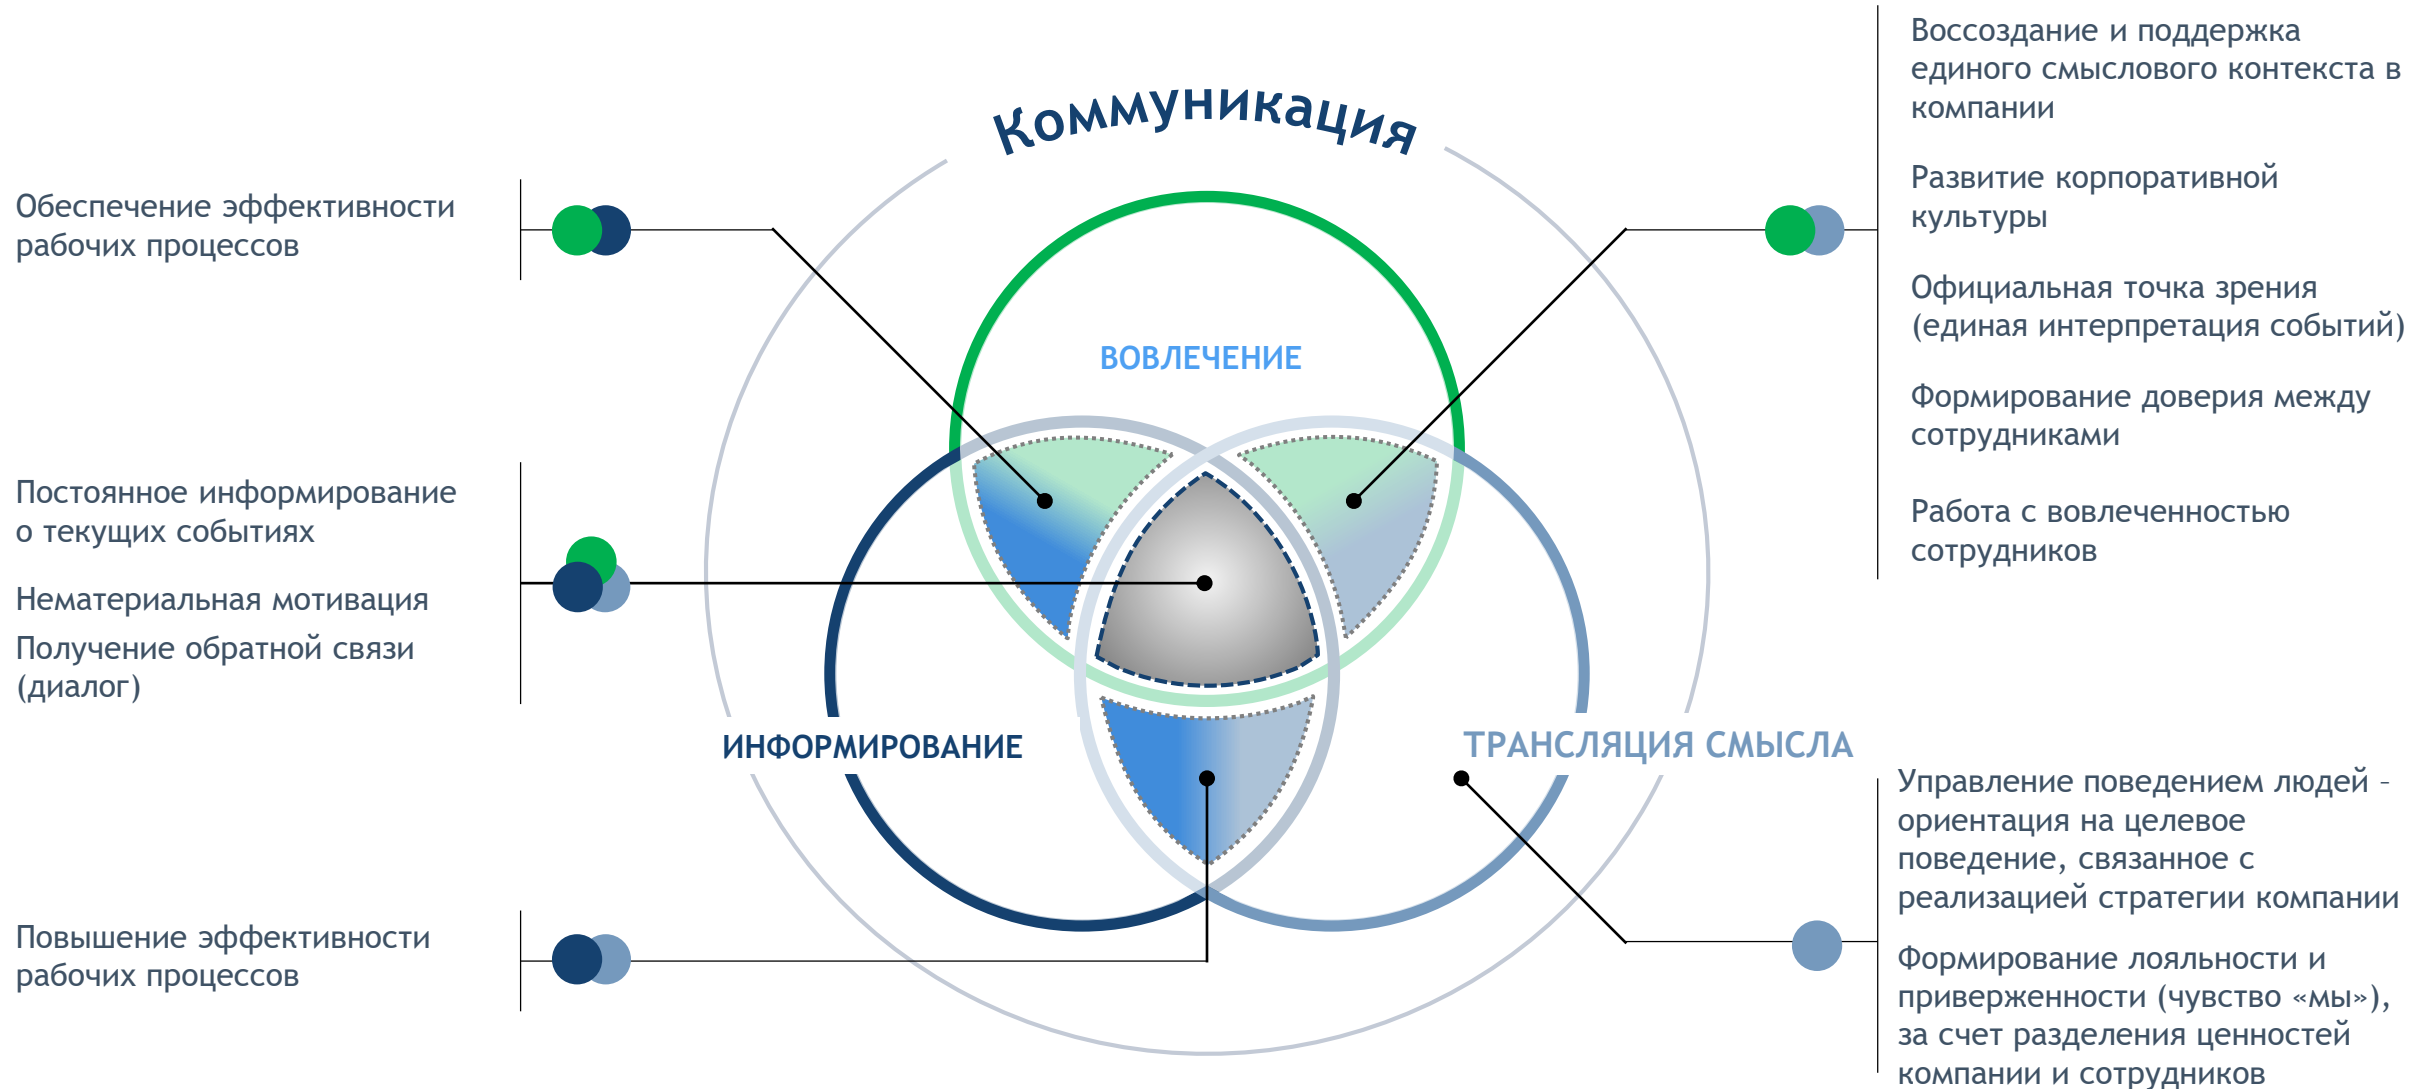 Коммуникация
Обеспечение эффективности
рабочих процессов
Постоянное информирование
о текущих событиях
Нематериальная мотивация
Получение обратной связи
(диалог)
Повышение эффективности
рабочих процессов
ВОВЛЕЧЕНИЕ
ИНФОРМИРОВАНИЕ
ТРАНСЛЯЦИЯ СМЫСЛА
Воссоздание и поддержка
единого смыслового контекста в
компании
Развитие корпоративной
культуры
Официальная точка зрения
(единая интерпретация событий)
Формирование доверия между
сотрудниками
Работа с вовлеченностью
сотрудников
Управление поведением людей –
ориентация на целевое
поведение, связанное с
реализацией стратегии компании
Формирование лояльности и
приверженности (чувство «мы»),
за счет разделения ценностей
компании и сотрудников